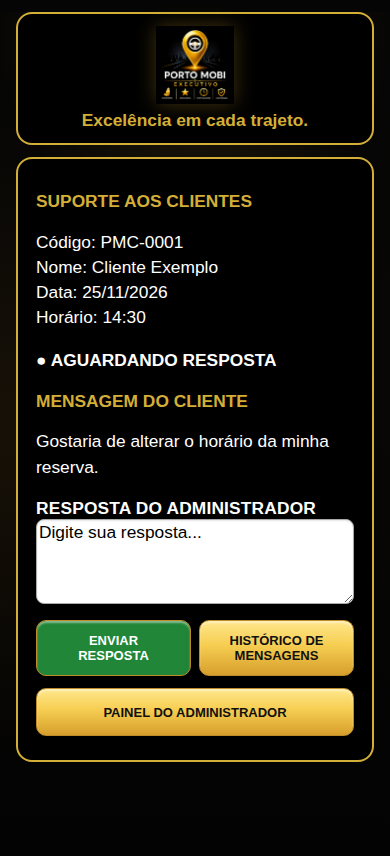 PORTO MOBI
EXECUTIVO
Excelência em cada trajeto.
SUPORTE AOS CLIENTES
Código: PMC-0001
Nome: Cliente Exemplo
Data: 25/11/2026
Horário: 14:30
● AGUARDANDO RESPOSTA
MENSAGEM DO CLIENTE
Gostaria de alterar o horário da minha
reserva.
RESPOSTA DO ADMINISTRADOR
Digite sua resposta...
ENVIAR
RESPOSTA
HISTÓRICO DE
MENSAGENS
PAINEL DO ADMINISTRADOR